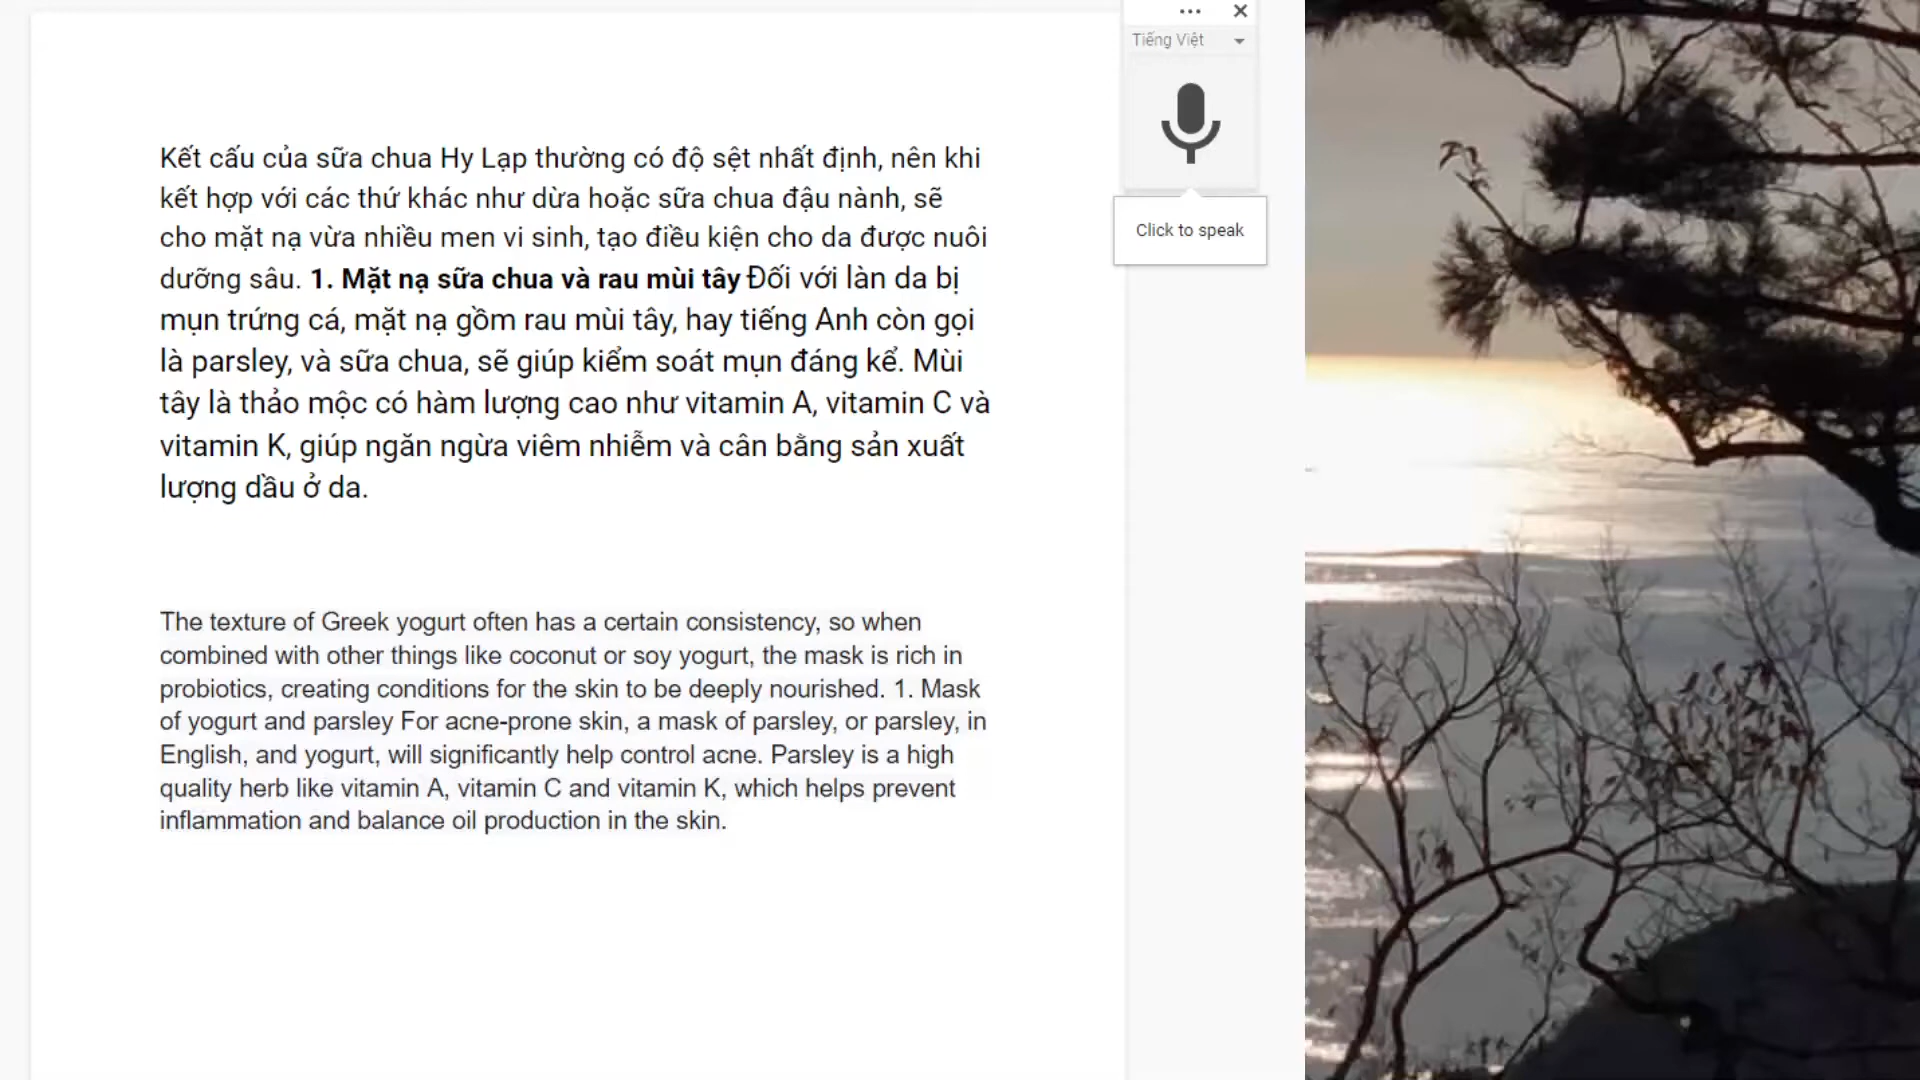 Tiếng Việt
Click to speak
Kết cấu của sữa chua Hy Lạp thường có độ sệt nhất định, nên khi
kết hợp với các thứ khác như dừa hoặc sữa chua đậu nành, sẽ
cho mặt nạ vừa nhiều men vi sinh, tạo điều kiện cho da được nuôi
dưỡng sâu. 1. Mặt nạ sữa chua và rau mùi tây Đối với làn da bị
mụn trứng cá, mặt nạ gồm rau mùi tây, hay tiếng Anh còn gọi
là parsley, và sữa chua, sẽ giúp kiểm soát mụn đáng kể. Mùi
tây là thảo mộc có hàm lượng cao như vitamin A, vitamin C và
vitamin K, giúp ngăn ngừa viêm nhiễm và cân bằng sản xuất
lượng dầu ở da.
The texture of Greek yogurt often has a certain consistency, so when
combined with other things like coconut or soy yogurt, the mask is rich in
probiotics, creating conditions for the skin to be deeply nourished. 1. Mask
of yogurt and parsley For acne-prone skin, a mask of parsley, or parsley, in
English, and yogurt, will significantly help control acne. Parsley is a high
quality herb like vitamin A, vitamin C and vitamin K, which helps prevent
inflammation and balance oil production in the skin.